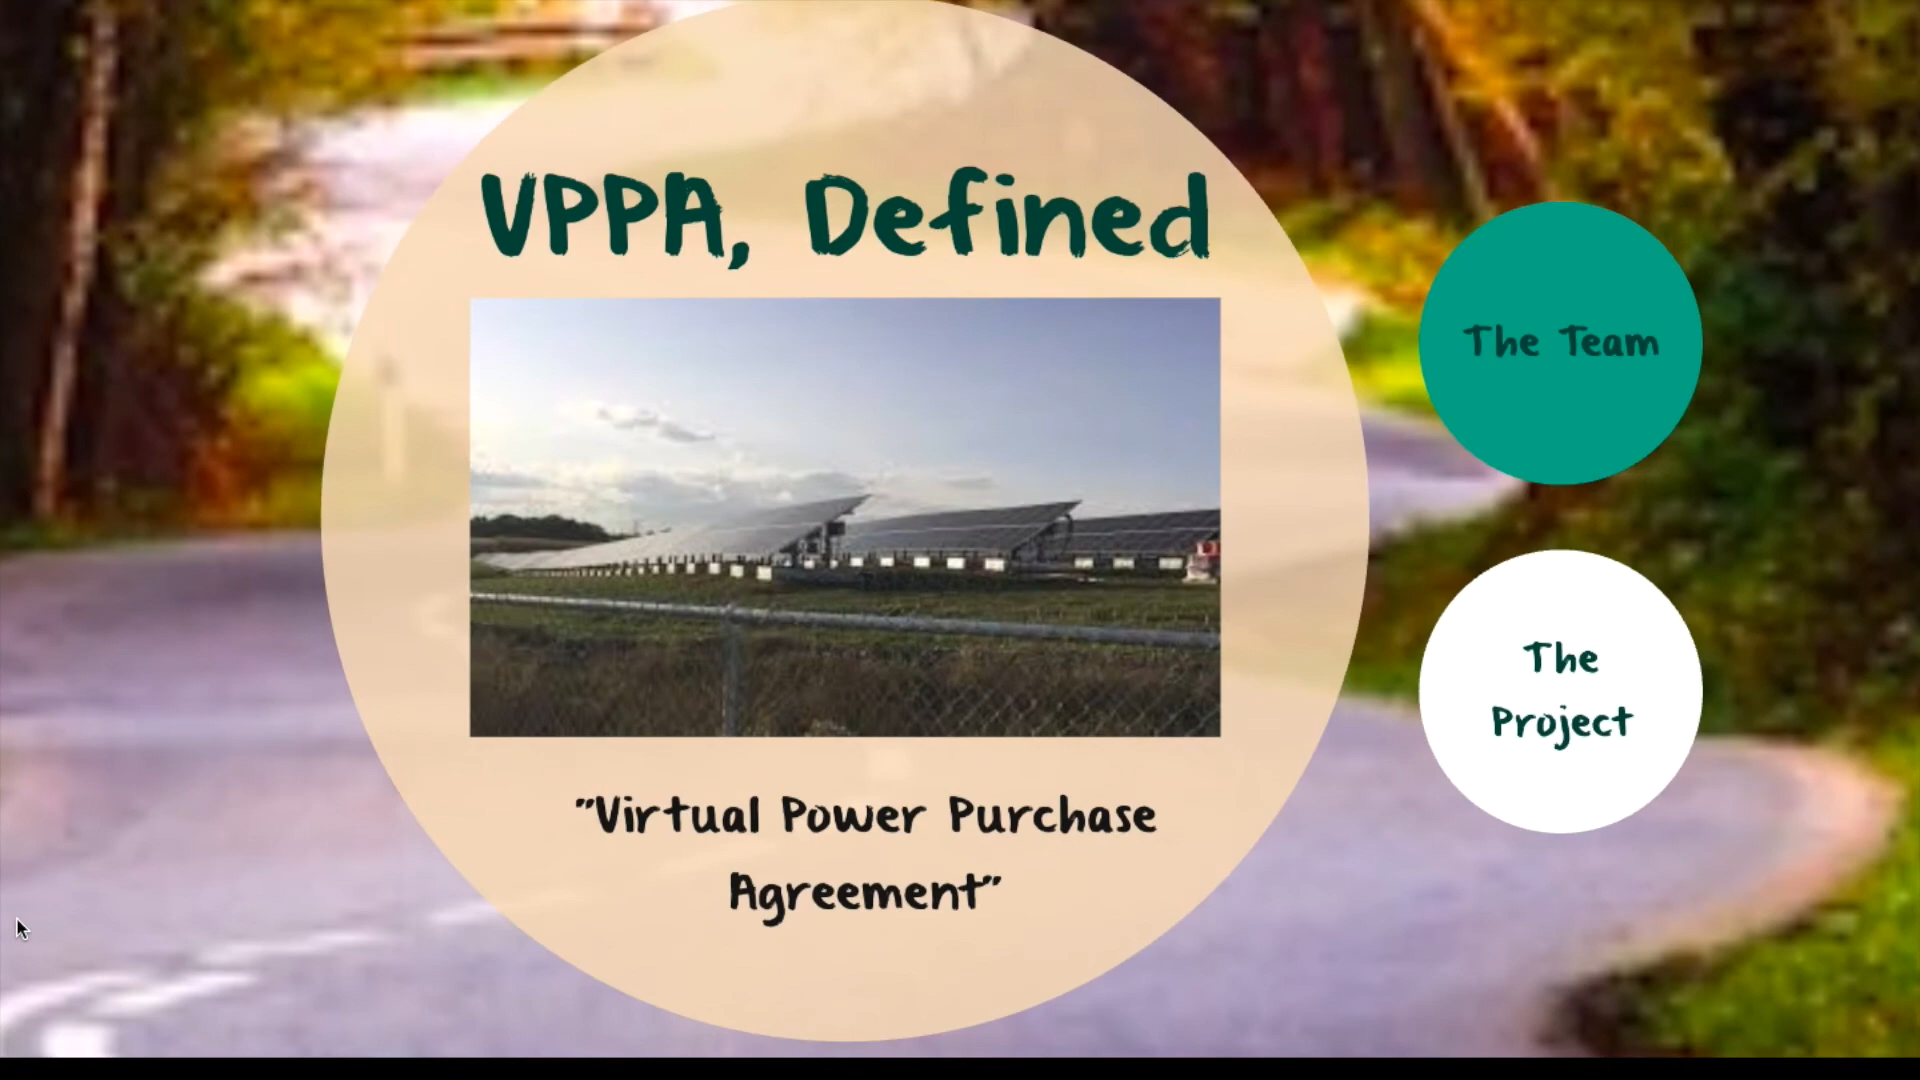 VPPA, Defined
"Virtual Power Purchase
Agreement"
The Team
The
Project